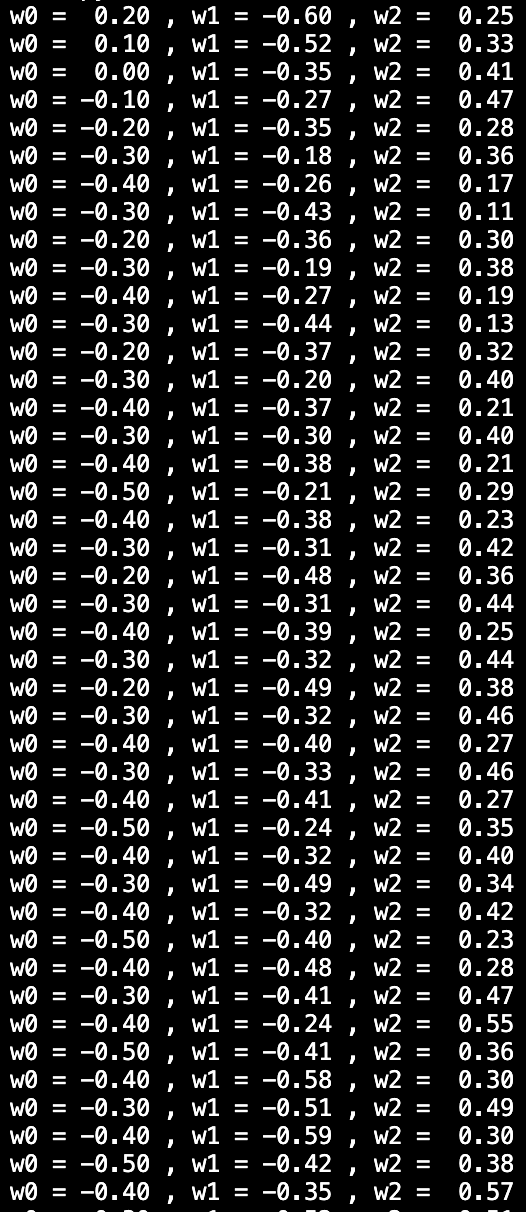 w0 =  0.20 , w1 = -0.60 , w2 =  0.25
w0 =  0.10 , w1 = -0.52 , w2 =  0.33
w0 =  0.00 , w1 = -0.35 , w2 =  0.41
w0 = -0.10 , w1 = -0.27 , w2 =  0.47
w0 = -0.20 , w1 = -0.35 , w2 =  0.28
w0 = -0.30 , w1 = -0.18 , w2 =  0.36
w0 = -0.40 , w1 = -0.26 , w2 =  0.17
w0 = -0.30 , w1 = -0.43 , w2 =  0.11
w0 = -0.20 , w1 = -0.36 , w2 =  0.30
w0 = -0.30 , w1 = -0.19 , w2 =  0.38
w0 = -0.40 , w1 = -0.27 , w2 =  0.19
w0 = -0.30 , w1 = -0.44 , w2 =  0.13
w0 = -0.20 , w1 = -0.37 , w2 =  0.32
w0 = -0.30 , w1 = -0.20 , w2 =  0.40
w0 = -0.40 , w1 = -0.37 , w2 =  0.21
w0 = -0.30 , w1 = -0.30 , w2 =  0.40
w0 = -0.40 , w1 = -0.38 , w2 =  0.21
w0 = -0.50 , w1 = -0.21 , w2 =  0.29
w0 = -0.40 , w1 = -0.38 , w2 =  0.23
w0 = -0.30 , w1 = -0.31 , w2 =  0.42
w0 = -0.20 , w1 = -0.48 , w2 =  0.36
w0 = -0.30 , w1 = -0.31 , w2 =  0.44
w0 = -0.40 , w1 = -0.39 , w2 =  0.25
w0 = -0.30 , w1 = -0.32 , w2 =  0.44
w0 = -0.20 , w1 = -0.49 , w2 =  0.38
w0 = -0.30 , w1 = -0.32 , w2 =  0.46
w0 = -0.40 , w1 = -0.40 , w2 =  0.27
w0 = -0.30 , w1 = -0.33 , w2 =  0.46
w0 = -0.40 , w1 = -0.41 , w2 =  0.27
w0 = -0.50 , w1 = -0.24 , w2 =  0.35
w0 = -0.40 , w1 = -0.32 , w2 =  0.40
w0 = -0.30 , w1 = -0.49 , w2 =  0.34
w0 = -0.40 , w1 = -0.32 , w2 =  0.42
w0 = -0.50 , w1 = -0.40 , w2 =  0.23
w0 = -0.40 , w1 = -0.48 , w2 =  0.28
w0 = -0.30 , w1 = -0.41 , w2 =  0.47
w0 = -0.40 , w1 = -0.24 , w2 =  0.55
w0 = -0.50 , w1 = -0.41 , w2 =  0.36
w0 = -0.40 , w1 = -0.58 , w2 =  0.30
w0 = -0.30 , w1 = -0.51 , w2 =  0.49
w0 = -0.40 , w1 = -0.59 , w2 =  0.30
w0 = -0.50 , w1 = -0.42 , w2 =  0.38
w0 = -0.40 , w1 = -0.35 , w2 =  0.57